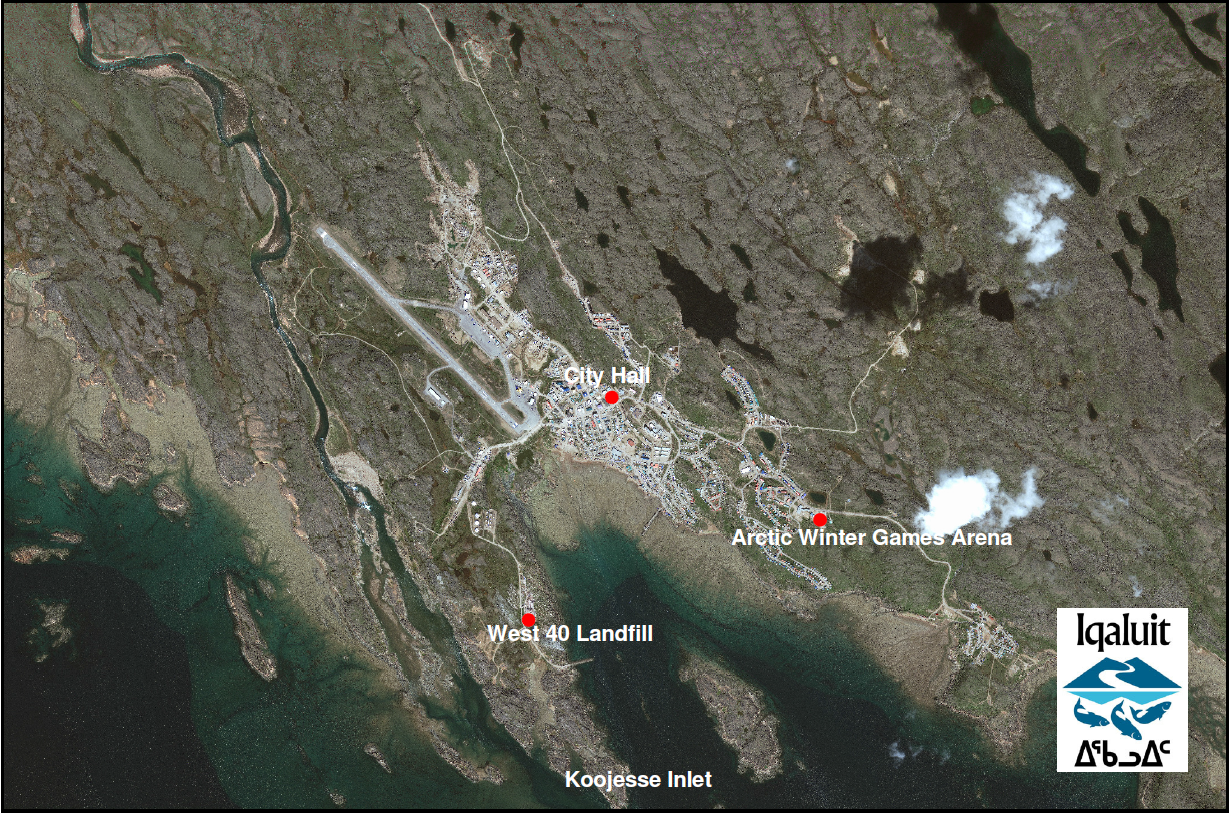 City Hall
Arctic Winter Games Arena
West 40 Landfill
Koojesse Inlet
Iqaluit
ᐃᖃᓗᐃᑦ